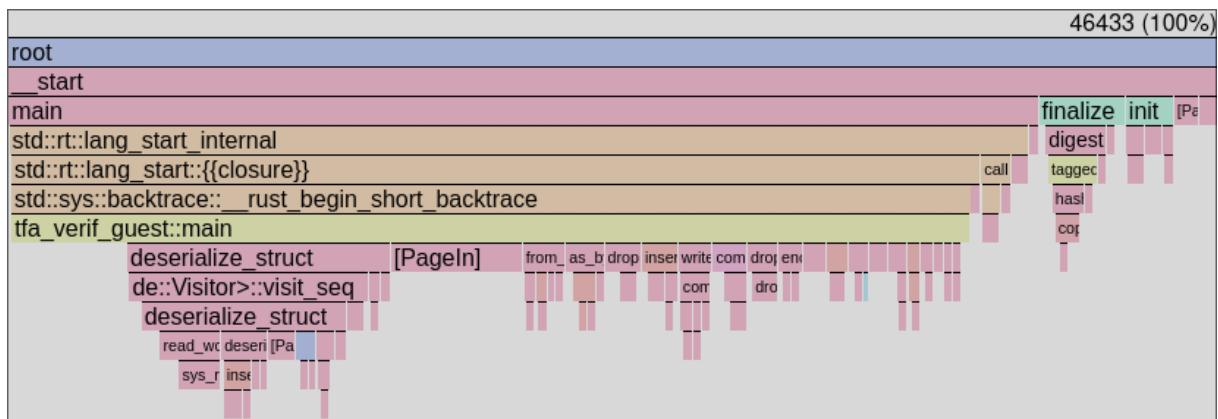 46433 (100%)
root
__start
main finalize init [Pa
std::rt::lang_start_internal digest
std::rt::lang_start::{{closure}} call tagged
std::sys::backtrace::__rust_begin_short_backtrace hasl
tfa_verif_guest::main cop
deserialize_struct [PageIn] from_ as_b drop inser write com drop enc
de::Visitor>::visit_seq com dro
deserialize_struct
read_wo deseri [Pa
sys_r inse